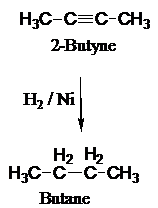 H₃C-C≡C-CH₃
2-Butyne
H₂ / Ni
H₂ H₂
H₃C-C-C-CH₃
Butane